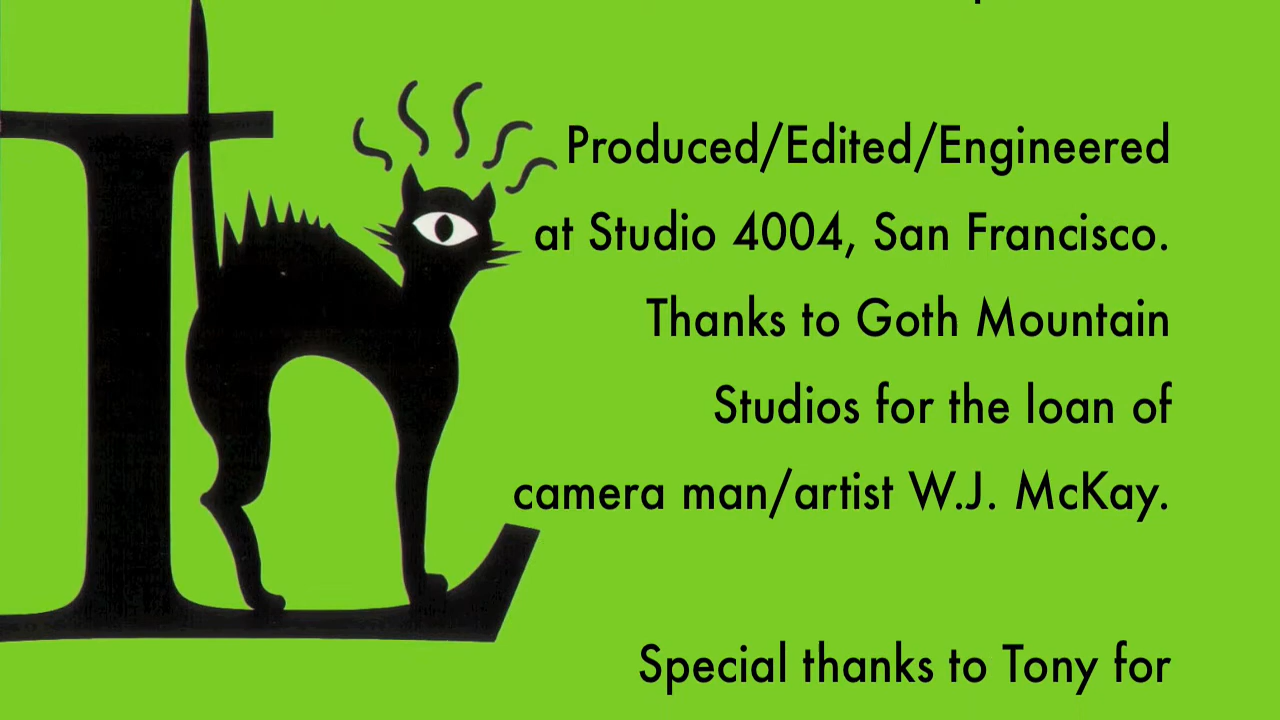 Produced/Edited/Engineered
at Studio 4004, San Francisco.
Thanks to Goth Mountain
Studios for the loan of
camera man/artist W.J. McKay.
Special thanks to Tony for